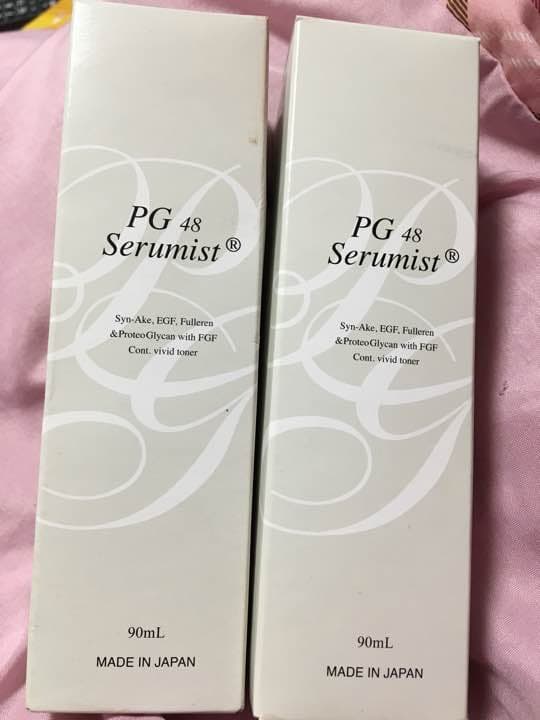 PG 48
Serumist®
Syn-Ake, EGF, Fulleren
&ProteoGlycan with FGF
Cont. vivid toner
90mL
MADE IN JAPAN
PG 48
Serumist®
Syn-Ake, EGF, Fulleren
&ProteoGlycan with FGF
Cont. vivid toner
90mL
MADE IN JAPAN